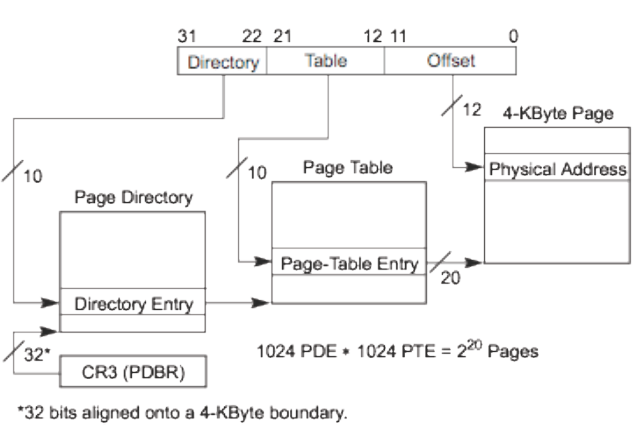 31 22 21 12 11 0
Directory Table Offset
12
4-KByte Page
10
10
Page Table
Physical Address
Page Directory
Page-Table Entry
20
Directory Entry
32*
CR3 (PDBR)
1024 PDE * 1024 PTE = 2²⁰ Pages
*32 bits aligned onto a 4-KByte boundary.